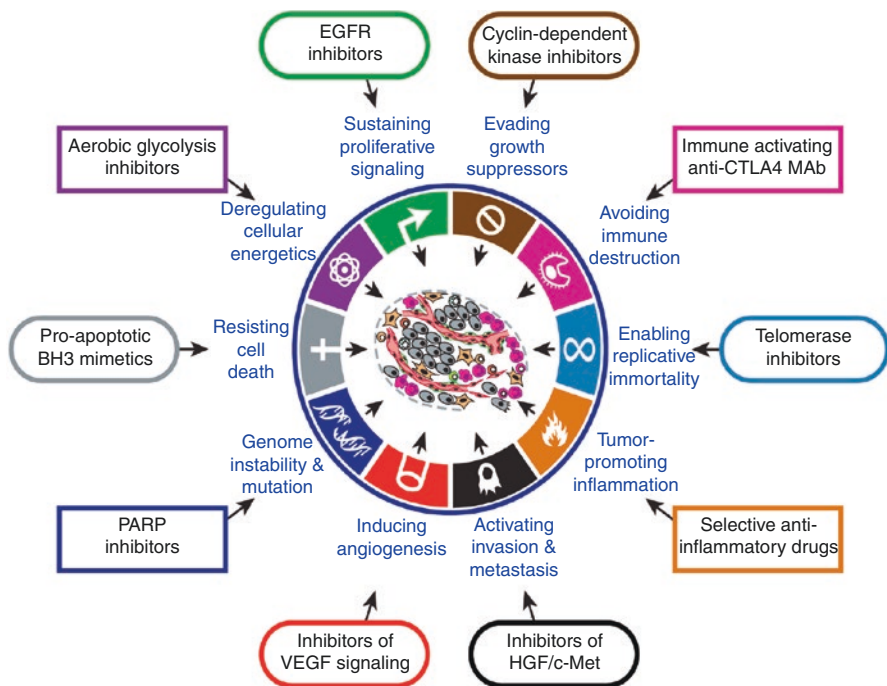 EGFR
inhibitors
Cyclin-dependent
kinase inhibitors
Sustaining
proliferative
signaling
Evading
growth
suppressors
Aerobic glycolysis
inhibitors
Immune activating
anti-CTLA4 MAb
Deregulating
cellular
energetics
Avoiding
immune
destruction
Pro-apoptotic
BH3 mimetics
Resisting
cell
death
Enabling
replicative
immortality
Telomerase
inhibitors
Genome
instability &
mutation
Tumor-
promoting
inflammation
PARP
inhibitors
Inducing
angiogenesis
Activating
invasion &
metastasis
Selective anti-
inflammatory drugs
Inhibitors of
VEGF signaling
Inhibitors of
HGF/c-Met